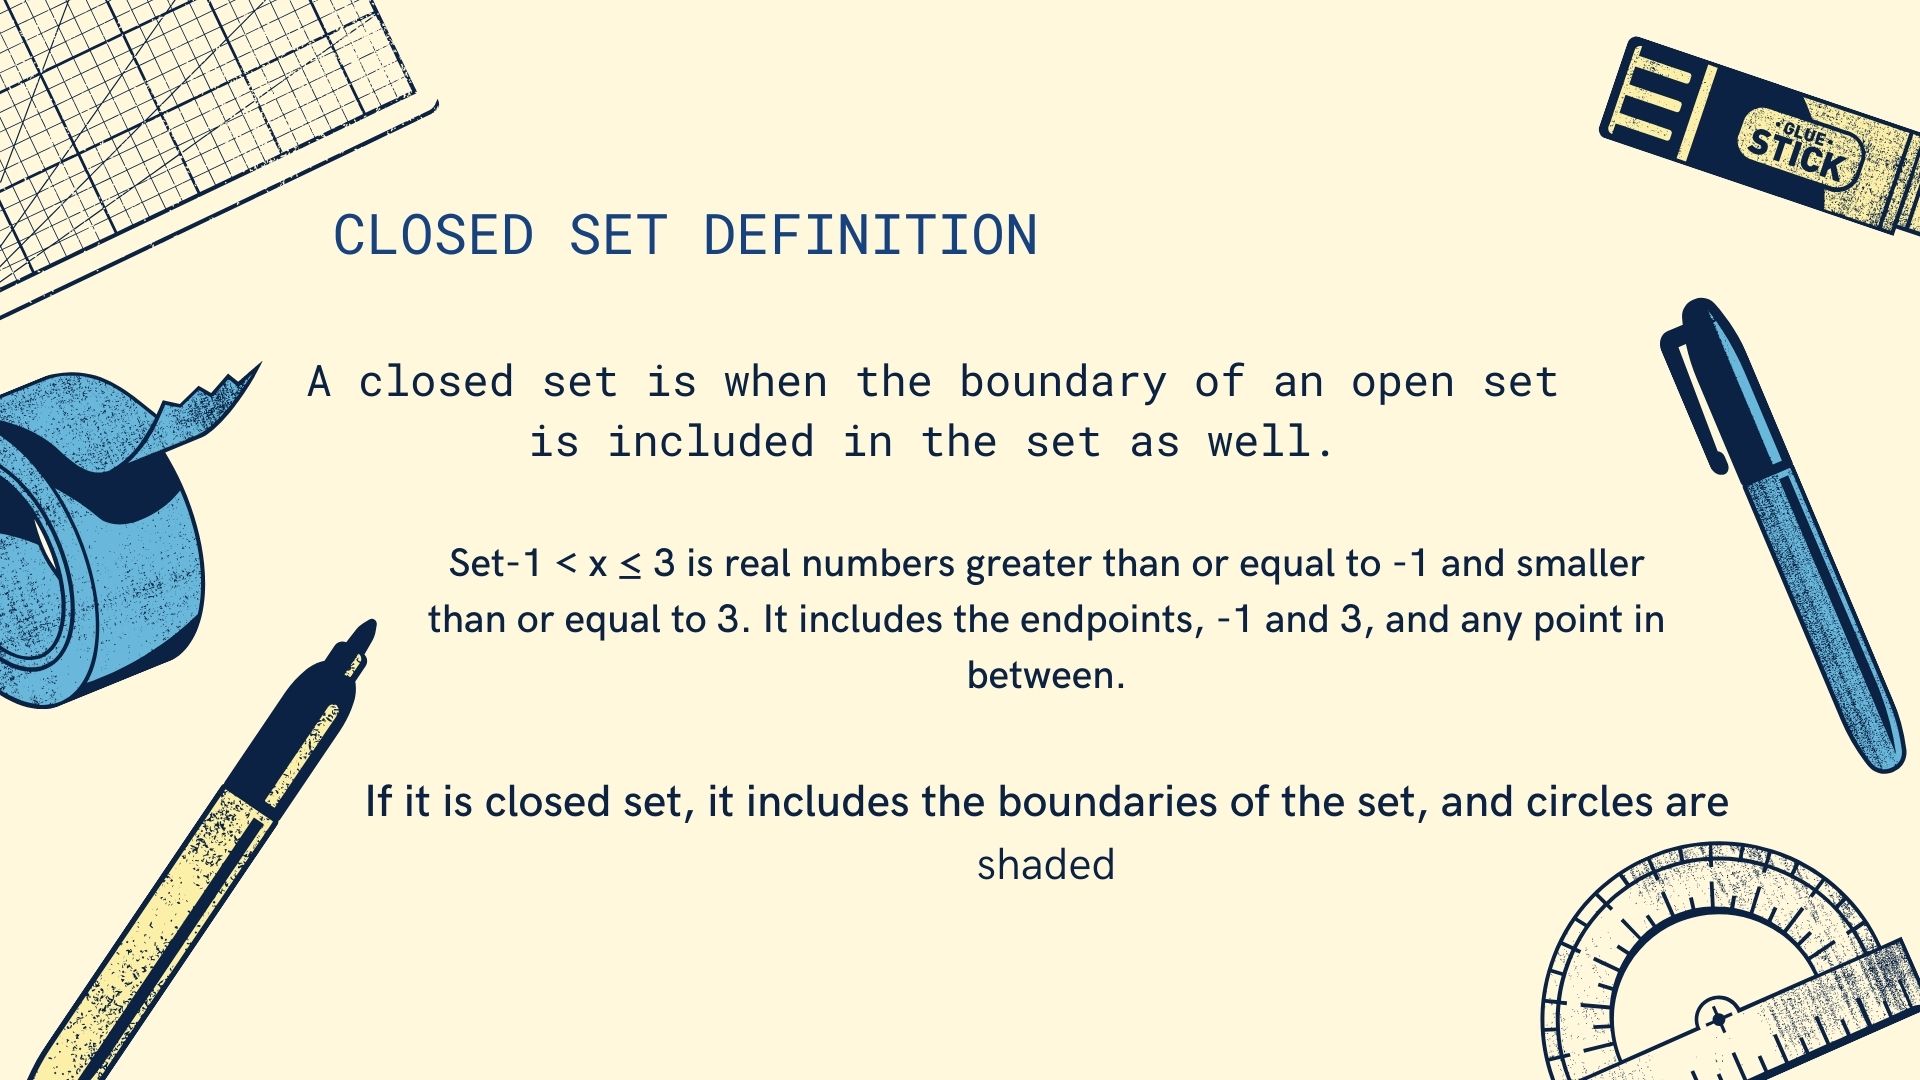 ·GLUE·
STICK
CLOSED SET DEFINITION
A closed set is when the boundary of an open set
is included in the set as well.
Set-1 < x ≤ 3 is real numbers greater than or equal to -1 and smaller
than or equal to 3. It includes the endpoints, -1 and 3, and any point in
between.
If it is closed set, it includes the boundaries of the set, and circles are
shaded